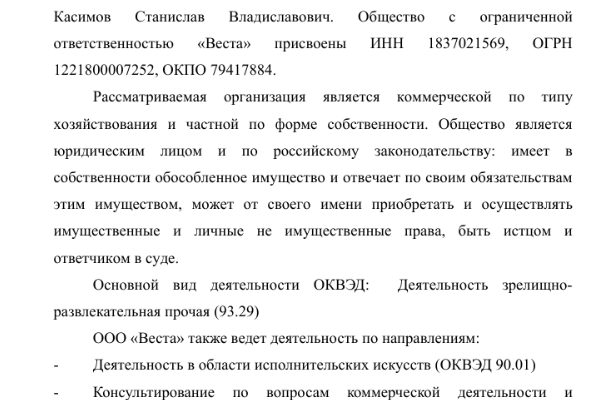 Касимов Станислав Владиславович. Общество с ограниченной
ответственностью «Веста» присвоены ИНН 1837021569, ОГРН
1221800007252, ОКПО 79417884.
Рассматриваемая организация является коммерческой по типу
хозяйствования и частной по форме собственности. Общество является
юридическим лицом и по российскому законодательству: имеет в
собственности обособленное имущество и отвечает по своим обязательствам
этим имуществом, может от своего имени приобретать и осуществлять
имущественные и личные не имущественные права, быть истцом и
ответчиком в суде.
Основной вид деятельности ОКВЭД: Деятельность зрелищно-
развлекательная прочая (93.29)
ООО «Веста» также ведет деятельность по направлениям:
- Деятельность в области исполнительских искусств (ОКВЭД 90.01)
- Консультирование по вопросам коммерческой деятельности и